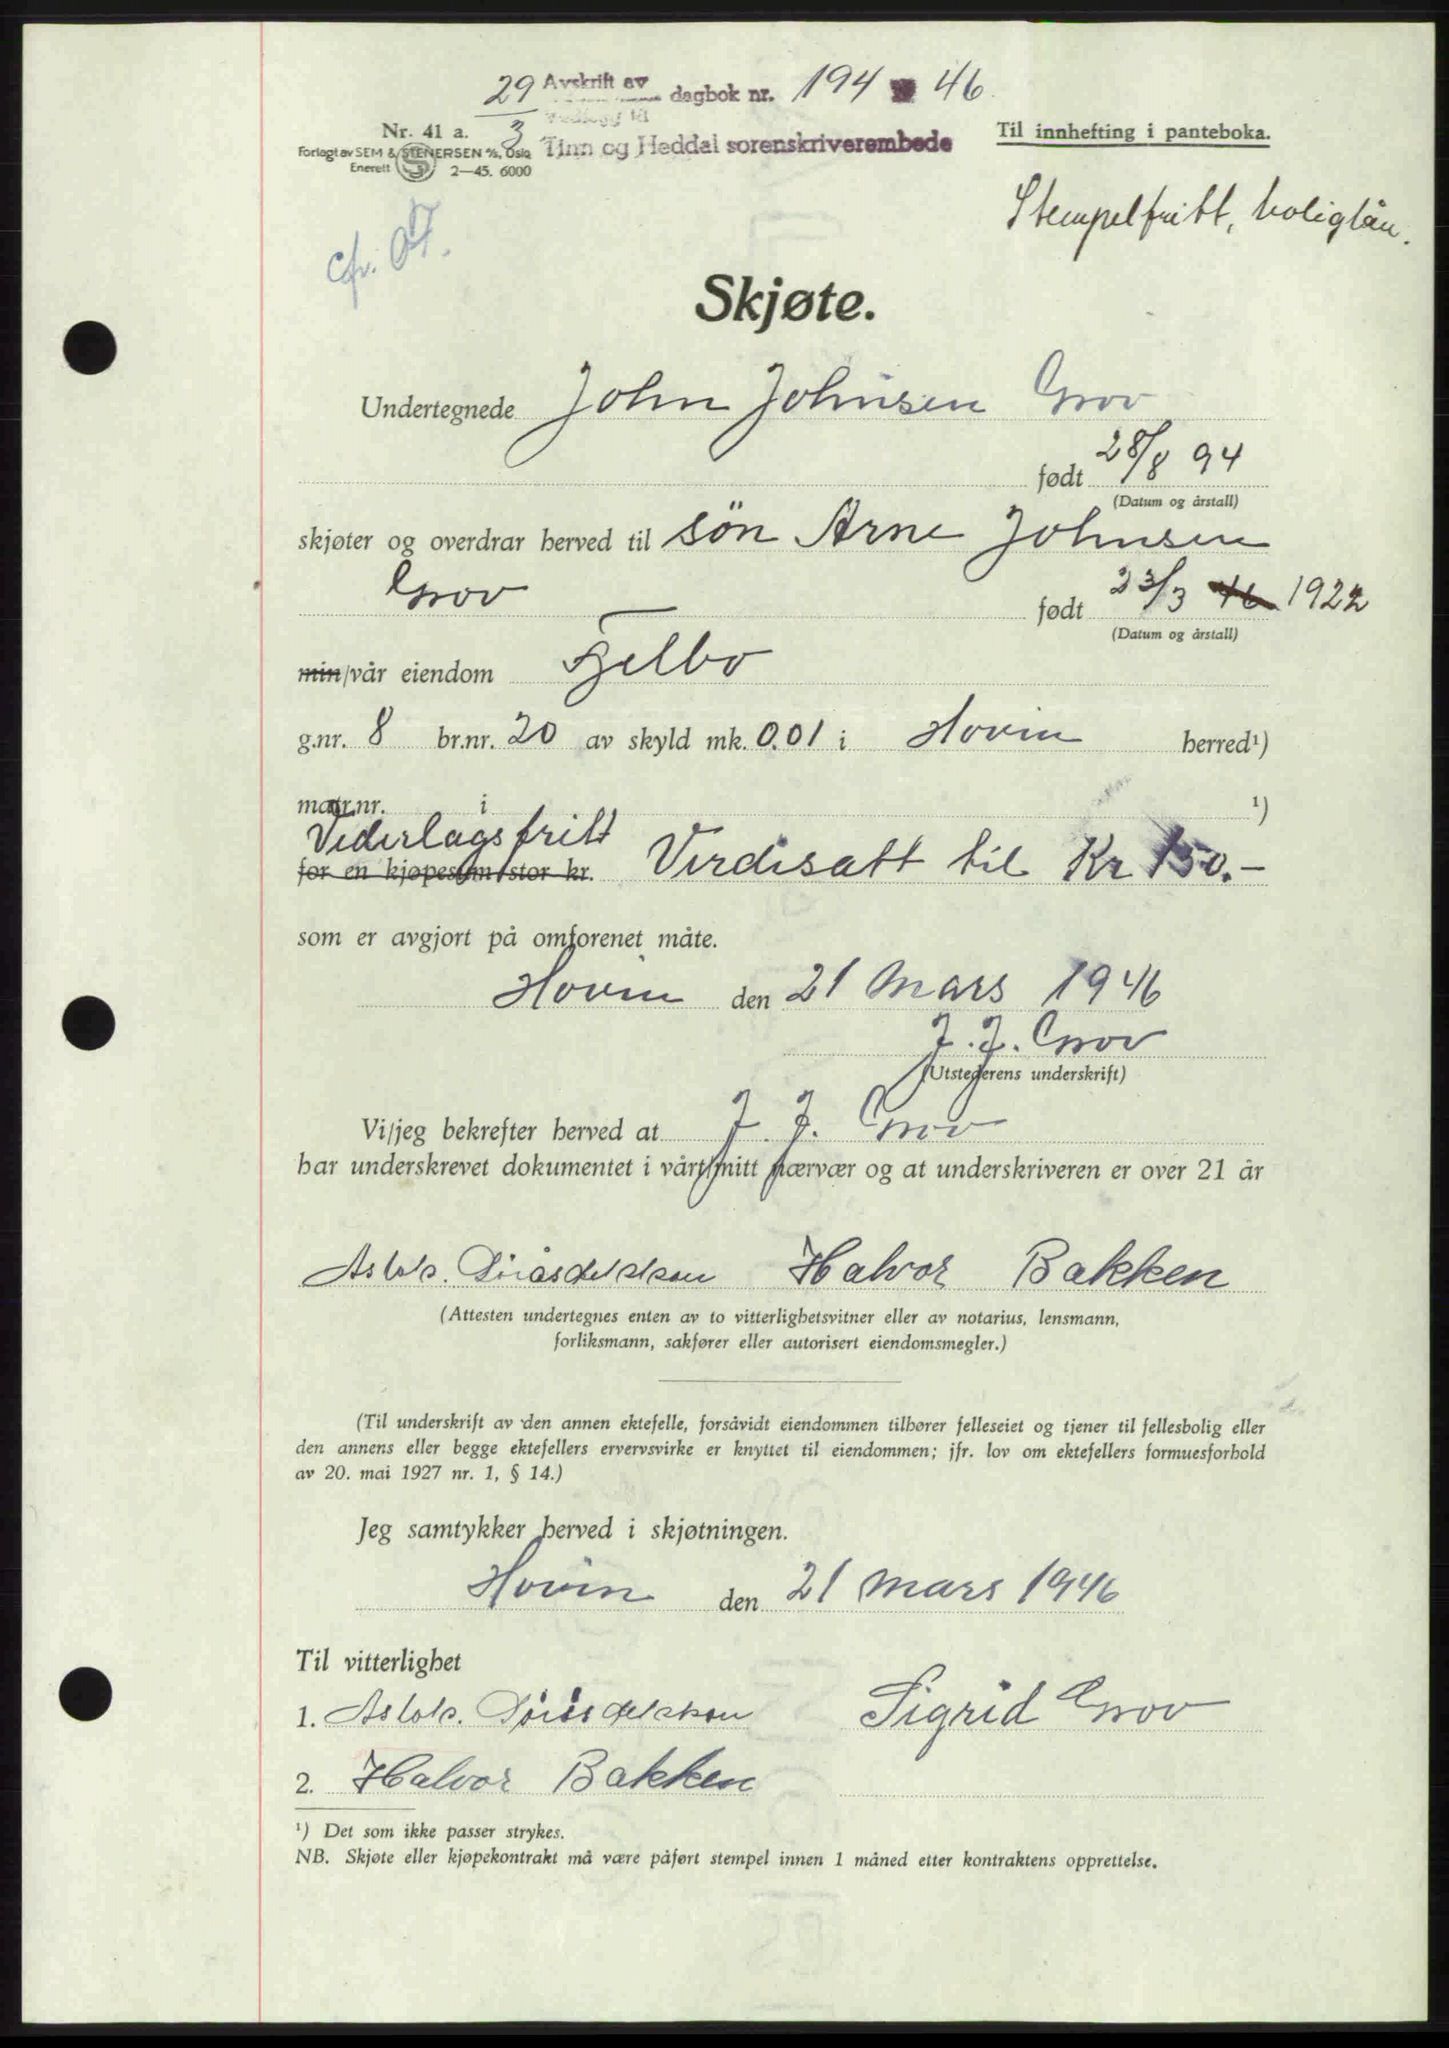 29/3 Avskrift av dagbok nr. 194 46
Tinn og Heddal sorenskriverembede
Nr. 41 a.
Forlagt av SEM & STENERSEN A/S, Oslo
Enerett 2—45. 6000
Til innhefting i panteboka.
Stempelfritt, boliglån.
cfr.
Skjøte.
Undertegnede John Johnsen Grov
født 28/8 94
(Datum og årstall)
skjøter og overdrar herved til søn Arne Johnsen
Grov født 23/3 46 1922
(Datum og årstall)
min/vår eiendom Fjelbo
g.nr. 8 br.nr. 20 av skyld mk. 0.01 i Hovin herred¹)
matr.nr. i ¹)
Vederlagsfritt
for en kjøpesum stor kr. Verdisatt til Kr 150.-
som er avgjort på omforenet måte.
Hovin den 21 Mars 1946
J. J. Grov
(Utstederens underskrift)
Vi/jeg bekrefter herved at J. J. Grov
har underskrevet dokumentet i vårt/mitt nærvær og at underskriveren er over 21 år
Halvor Bakken
(Attesten undertegnes enten av to vitterlighetsvitner eller av notarius, lensmann,
forliksmann, sakfører eller autorisert eiendomsmegler.)
(Til underskrift av den annen ektefelle, forsåvidt eiendommen tilhører felleseiet og tjener til fellesbolig eller
den annens eller begge ektefellers ervervsvirke er knyttet til eiendommen; jfr. lov om ektefellers formuesforhold
av 20. mai 1927 nr. 1, § 14.)
Jeg samtykker herved i skjøtningen.
Hovin den 21 Mars 1946
Til vitterlighet
1. Sigrid Grov
2. Halvor Bakken
¹) Det som ikke passer strykes.
NB. Skjøte eller kjøpekontrakt må være påført stempel innen 1 måned etter kontraktens opprettelse.